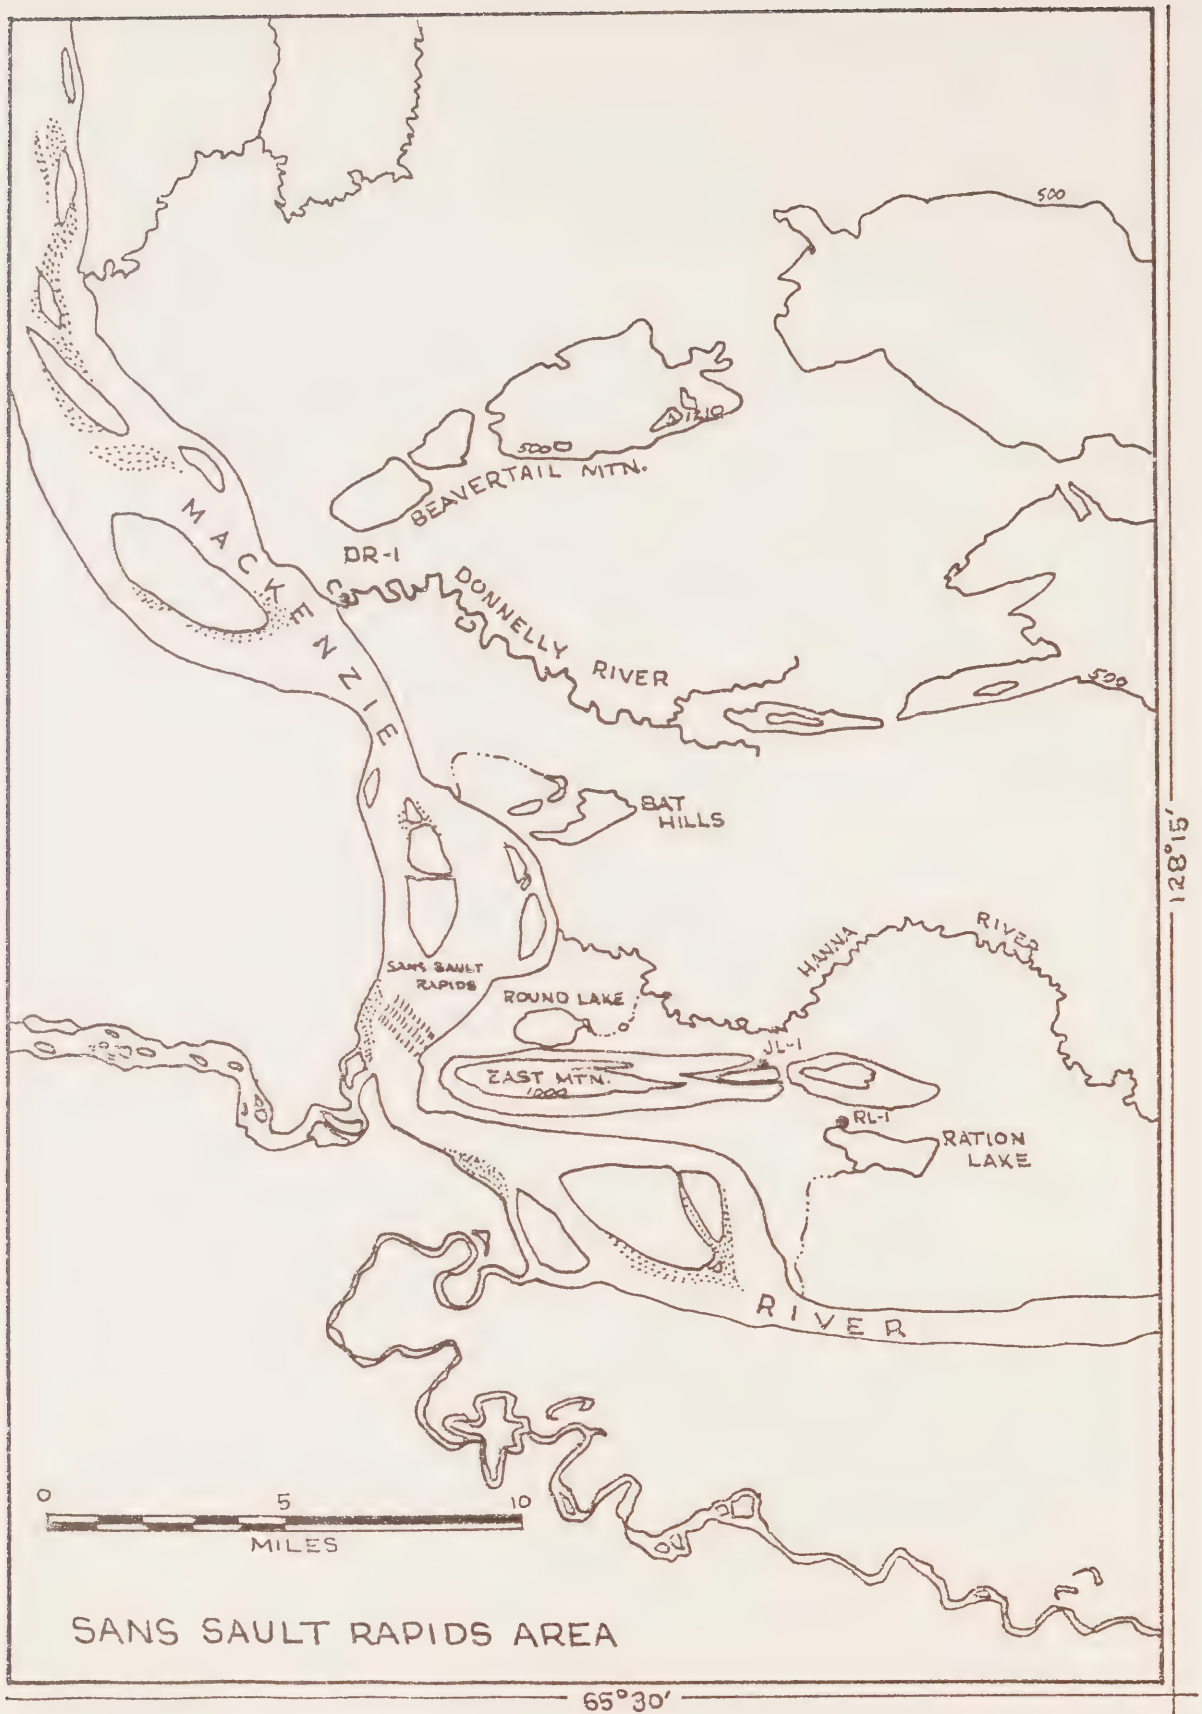 500
1210
500
BEAVERTAIL MTN.
MACKENZIE
DR-1
DONNELLY RIVER
500
BAT
HILLS
128°15'
HANNA RIVER
SANS SAULT
RAPIDS
ROUND LAKE
JL-1
EAST MTN.
1000
RL-1
RATION
LAKE
RIVER
0 5 10
MILES
SANS SAULT RAPIDS AREA
65°30'